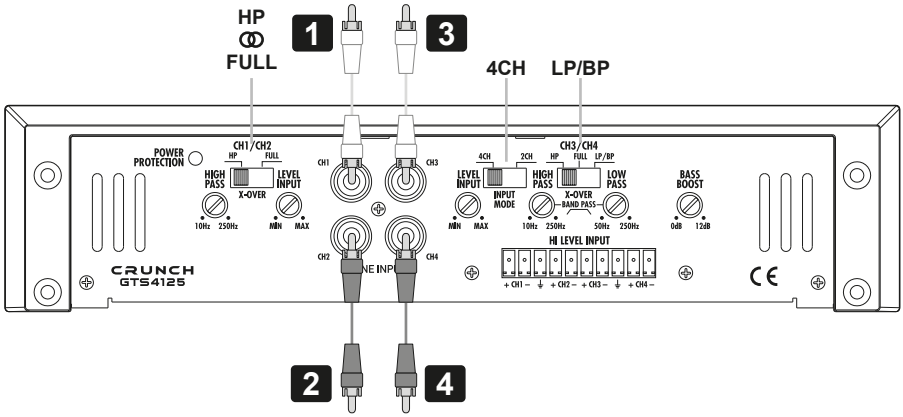 HP
FULL
1
3
4CH
LP/BP
POWER
PROTECTION
CH1/CH2
HP FULL
HIGH
PASS
LEVEL
INPUT
X-OVER
10Hz 250Hz
MIN MAX
CH1
CH3
CH2
CH4
NE INPU
4CH 2CH
LEVEL
INPUT
INPUT
MODE
MIN MAX
CH3/CH4
HP FULL LP/BP
HIGH
PASS
LOW
PASS
X-OVER
BAND PASS
10Hz 250Hz
50Hz 250Hz
BASS
BOOST
0dB 12dB
HI LEVEL INPUT
+ CH1 - + CH2 - + CH3 - + CH4 -
CRUNCH
GTS4125
CE
2
4